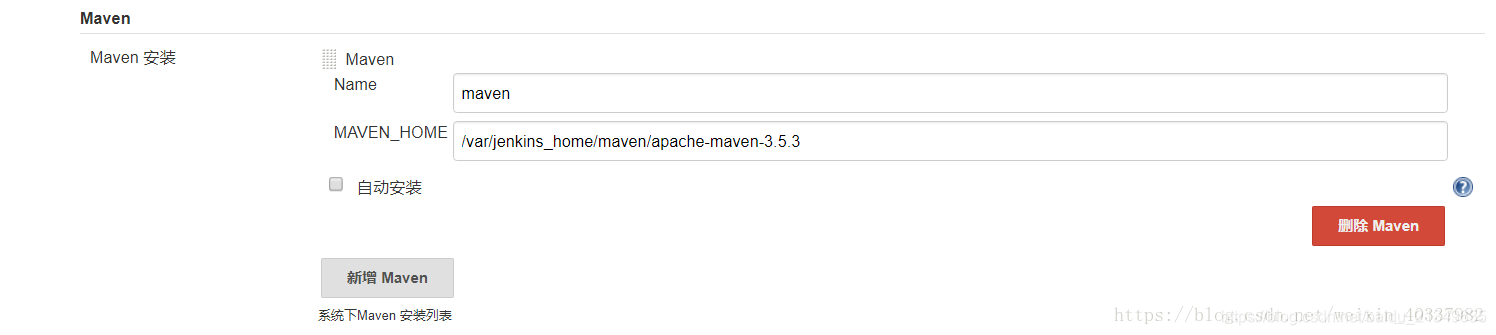 Maven
Maven 安装
Maven
Name
maven
MAVEN_HOME
/var/jenkins_home/maven/apache-maven-3.5.3
自动安装
删除 Maven
新增 Maven
系统下Maven 安装列表
https://blog.csdn.net/weixin_40337982